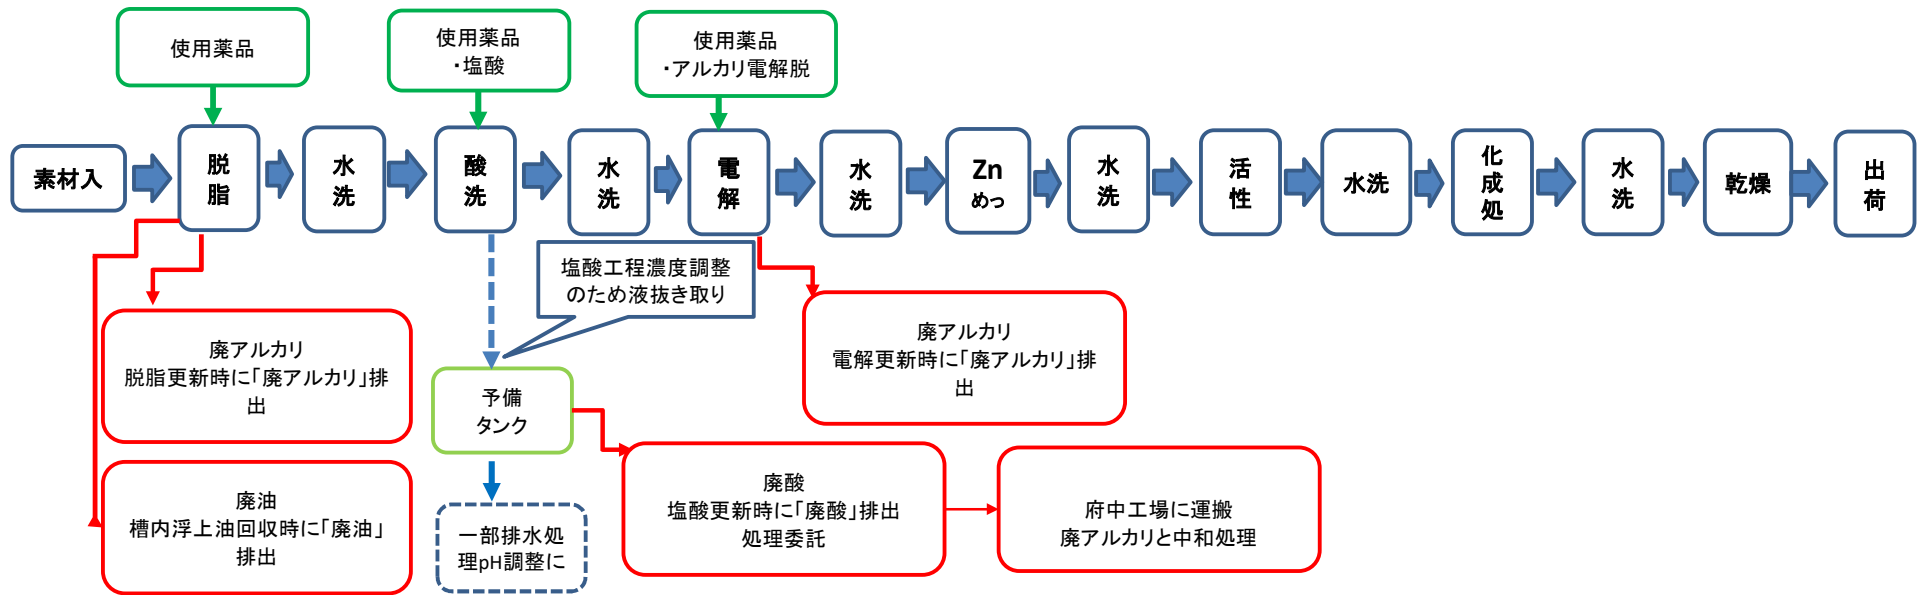 使用薬品
使用薬品
・塩酸
使用薬品
・アルカリ電解脱
素材入
脱
脂
水
洗
酸
洗
水
洗
電
解
水
洗
Zn
めっ
水
洗
活
性
水洗
化
成
処
水
洗
乾燥
出
荷
塩酸工程濃度調整
のため液抜き取り
廃アルカリ
脱脂更新時に「廃アルカリ」排
出
廃アルカリ
電解更新時に「廃アルカリ」排
出
予備
タンク
廃油
槽内浮上油回収時に「廃油」
排出
一部排水処
理pH調整に
廃酸
塩酸更新時に「廃酸」排出
処理委託
府中工場に運搬
廃アルカリと中和処理